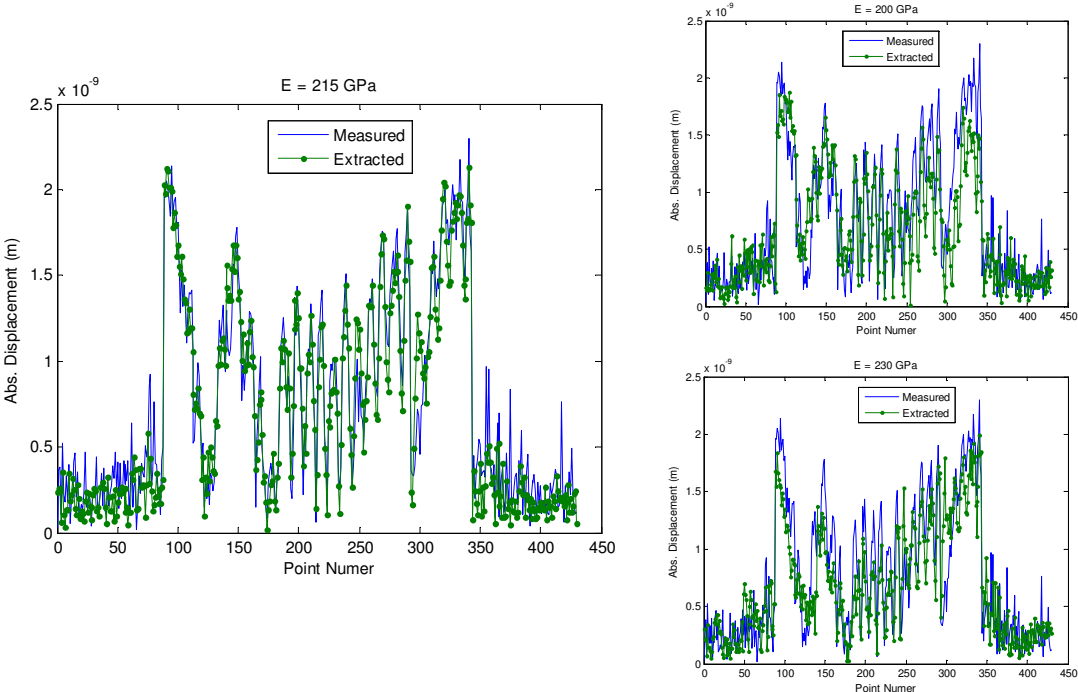 E = 215 GPa
x 10^-9
Measured
Extracted
2.5
2
1.5
1
0.5
0
0 50 100 150 200 250 300 350 400 450
Abs. Displacement (m)
Point Numer
E = 200 GPa
x 10^-9
Measured
Extracted
2.5
2
1.5
1
0.5
0
0 50 100 150 200 250 300 350 400 450
Abs. Displacement (m)
Point Numer
E = 230 GPa
x 10^-9
Measured
Extracted
2.5
2
1.5
1
0.5
0
0 50 100 150 200 250 300 350 400 450
Abs. Displacement (m)
Point Numer